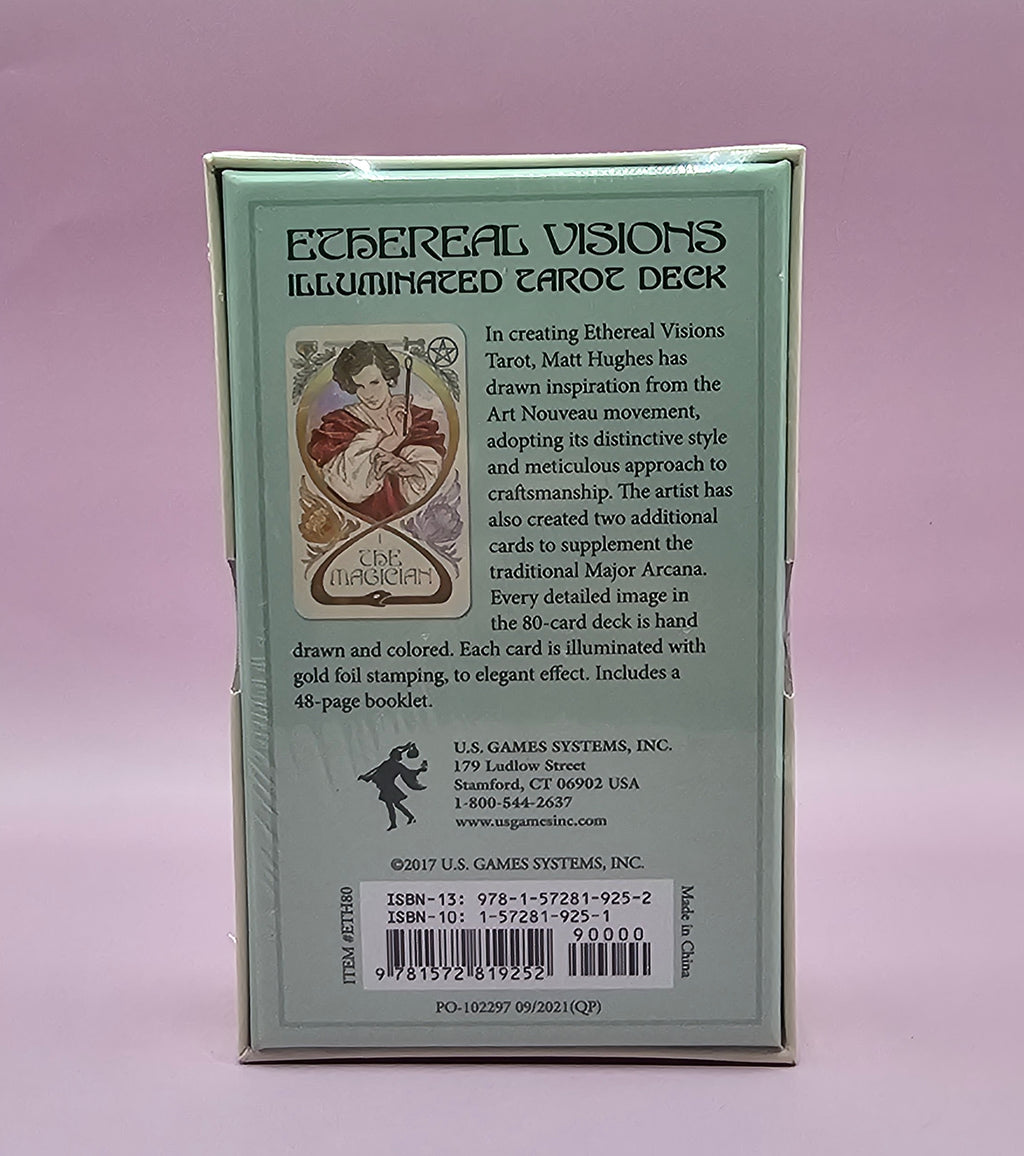 ETHEREAL VISIONS
ILLUMINATED TAROT DECK
In creating Ethereal Visions
Tarot, Matt Hughes has
drawn inspiration from the
Art Nouveau movement,
adopting its distinctive style
and meticulous approach to
craftsmanship. The artist has
also created two additional
cards to supplement the
traditional Major Arcana.
Every detailed image in
the 80-card deck is hand
drawn and colored. Each card is illuminated with
gold foil stamping, to elegant effect. Includes a
48-page booklet.
I
THE
MAGICIAN
U.S. GAMES SYSTEMS, INC.
179 Ludlow Street
Stamford, CT 06902 USA
1-800-544-2637
www.usgamesinc.com
©2017 U.S. GAMES SYSTEMS, INC.
ITEM #ETH80
ISBN-13: 978-1-57281-925-2
ISBN-10: 1-57281-925-1
90000
9 781572 819252
Made in China
PO-102297 09/2021(QP)